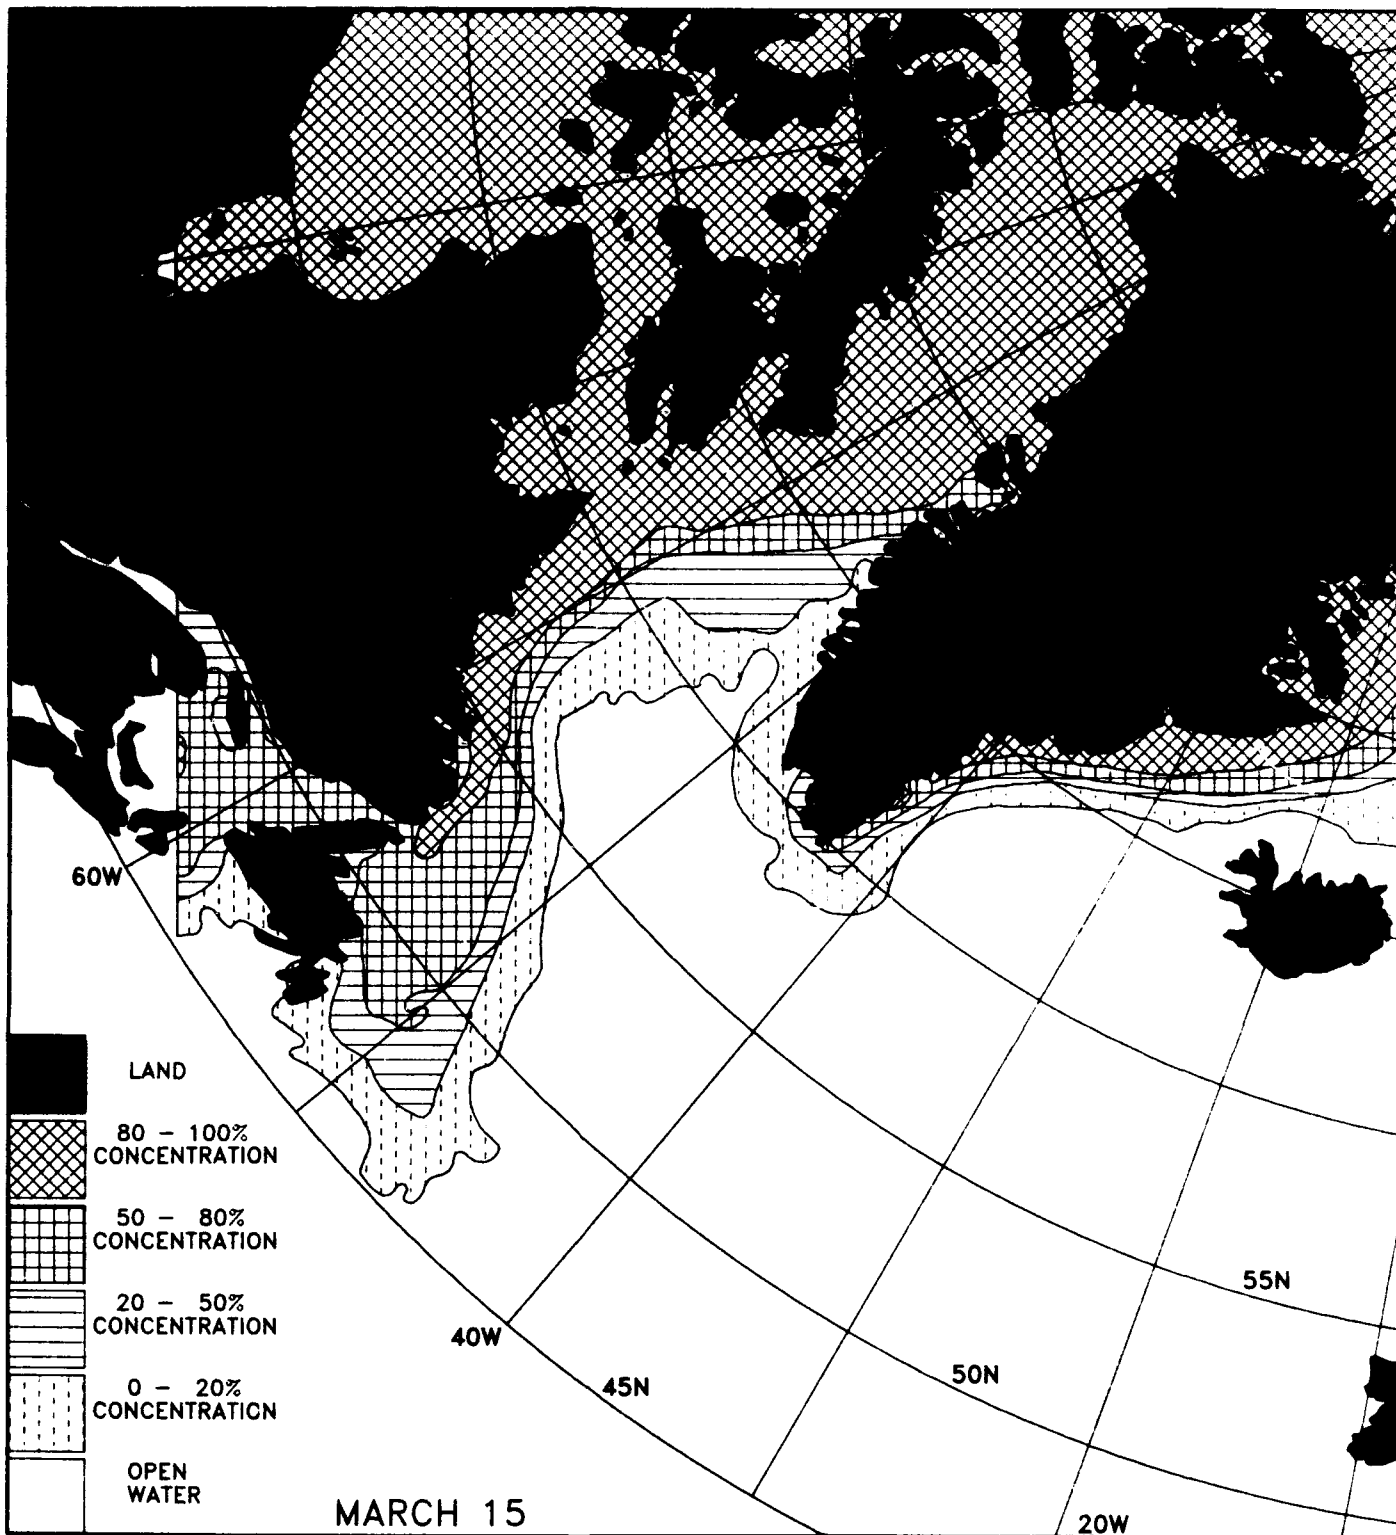 60W
LAND
80 – 100%
CONCENTRATION
50 – 80%
CONCENTRATION
20 – 50%
CONCENTRATION
0 – 20%
CONCENTRATION
OPEN
WATER
MARCH 15
40W
45N
50N
55N
20W